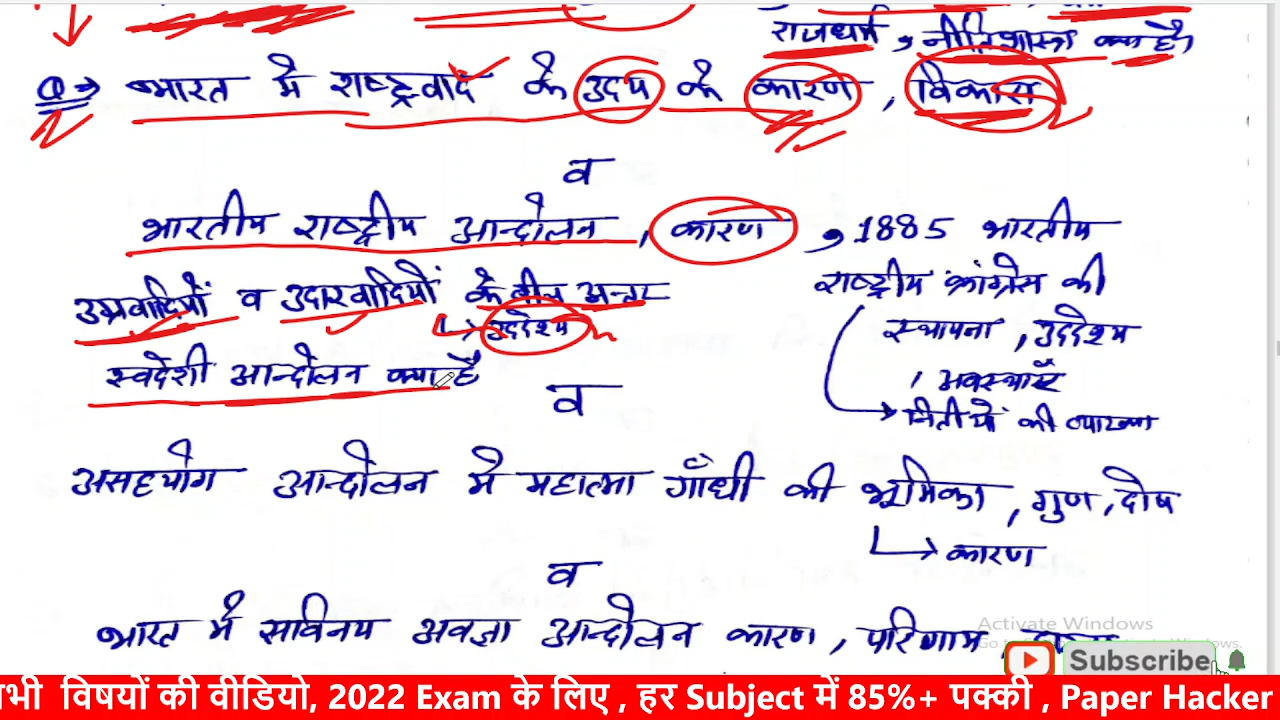 राजधर्म, नीतिशास्त्र क्या है।
Q→ भारत में राष्ट्रवाद के उदय के कारण, विकास
व
भारतीय राष्ट्रीय आन्दोलन, कारण, 1885 भारतीय
राष्ट्रीय कांग्रेस की
स्थापना, उद्देश्य
, अवस्थाएँ
→ नितीयों की व्याख्या
उग्रवादियों व उदारवादियों के बीच अन्तर
↳ उद्देश्य
स्वदेशी आन्दोलन क्या है
व
असहयोग आन्दोलन में महात्मा गाँधी की भूमिका, गुण, दोष
↳ कारण
व
भारत में सविनय अवज्ञा आन्दोलन कारण, परिणाम,
Activate Windows
Subscribe
भी विषयों की वीडियो, 2022 Exam के लिए , हर Subject में 85%+ पक्की , Paper Hacker